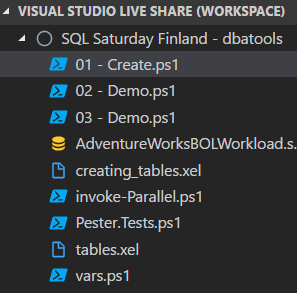 VISUAL STUDIO LIVE SHARE (WORKSPACE)
SQL Saturday Finland - dbatools
01 - Create.ps1
02 - Demo.ps1
03 - Demo.ps1
AdventureWorksBOLWorkload.s...
creating_tables.xel
invoke-Parallel.ps1
Pester.Tests.ps1
tables.xel
vars.ps1